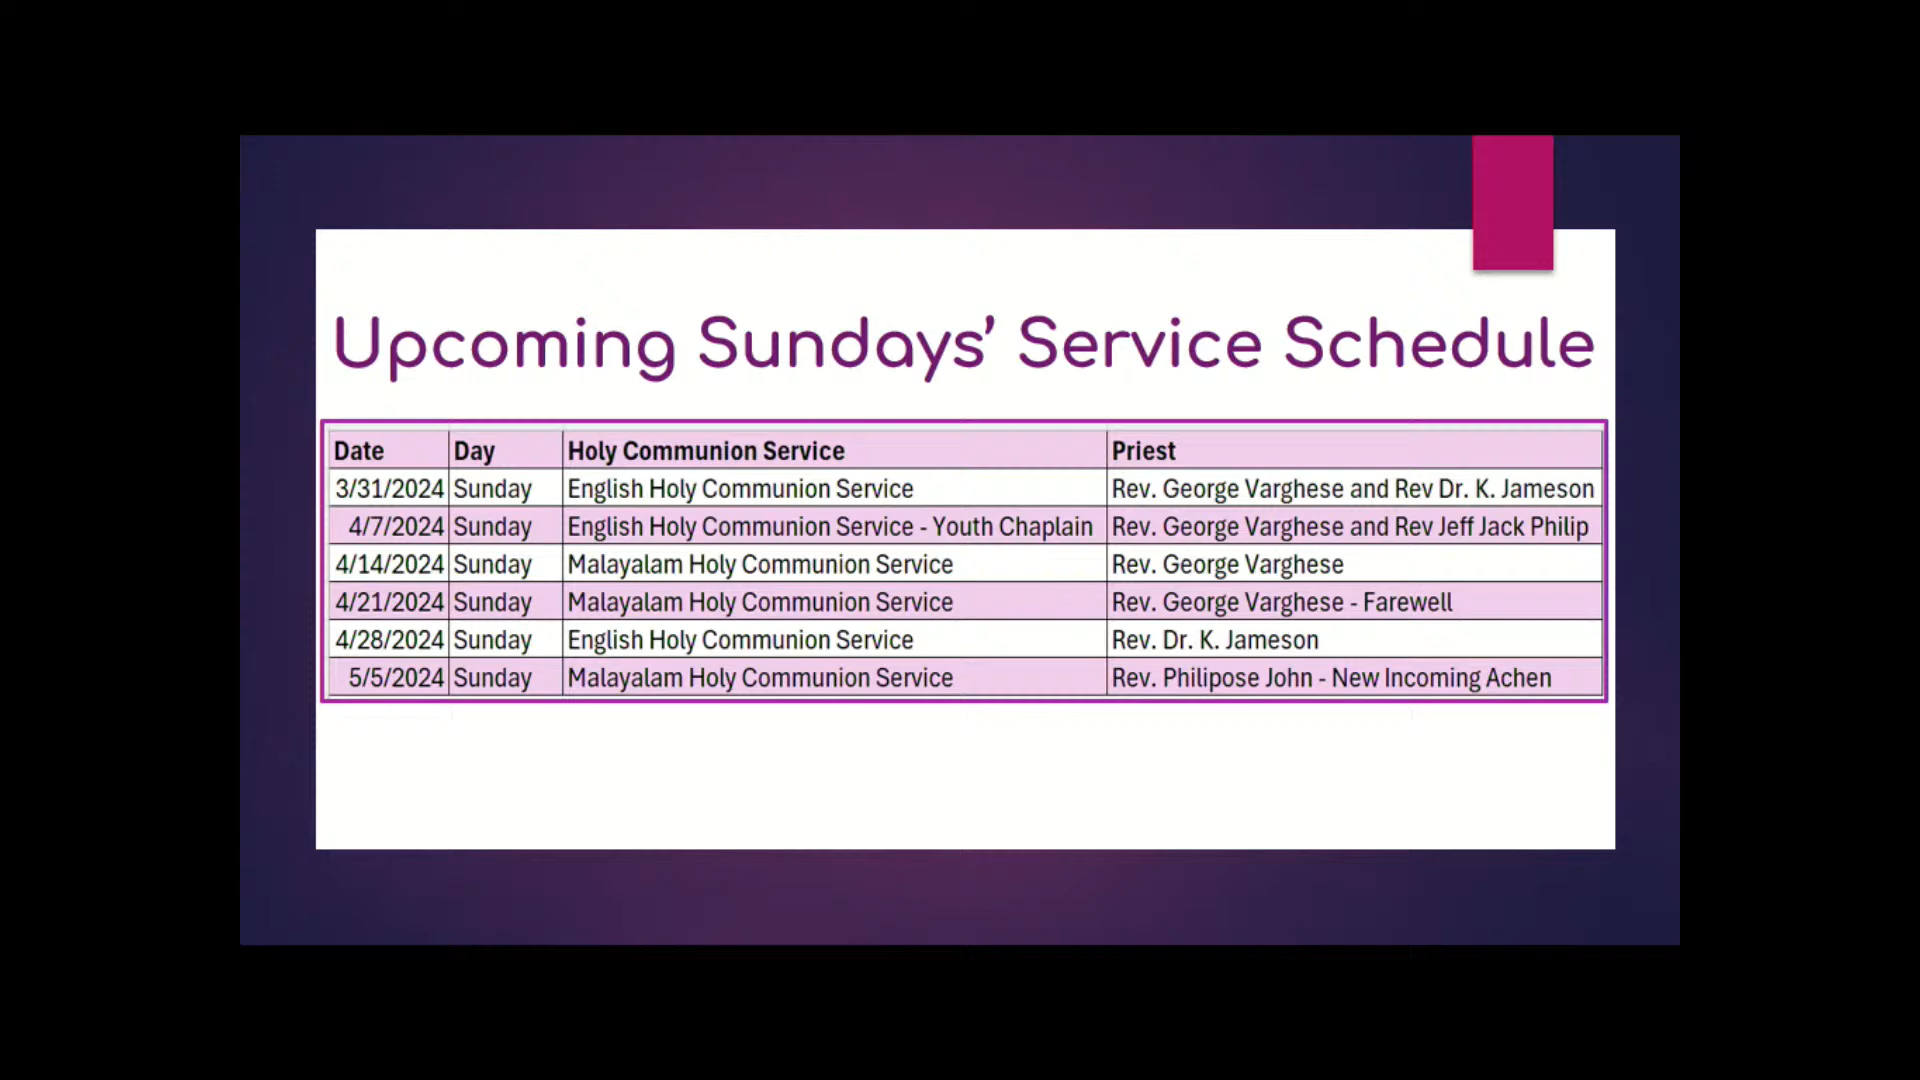 Upcoming Sundays’ Service Schedule
Date Day Holy Communion Service Priest
3/31/2024 Sunday English Holy Communion Service Rev. George Varghese and Rev Dr. K. Jameson
4/7/2024 Sunday English Holy Communion Service - Youth Chaplain Rev. George Varghese and Rev Jeff Jack Philip
4/14/2024 Sunday Malayalam Holy Communion Service Rev. George Varghese
4/21/2024 Sunday Malayalam Holy Communion Service Rev. George Varghese - Farewell
4/28/2024 Sunday English Holy Communion Service Rev. Dr. K. Jameson
5/5/2024 Sunday Malayalam Holy Communion Service Rev. Philipose John - New Incoming Achen